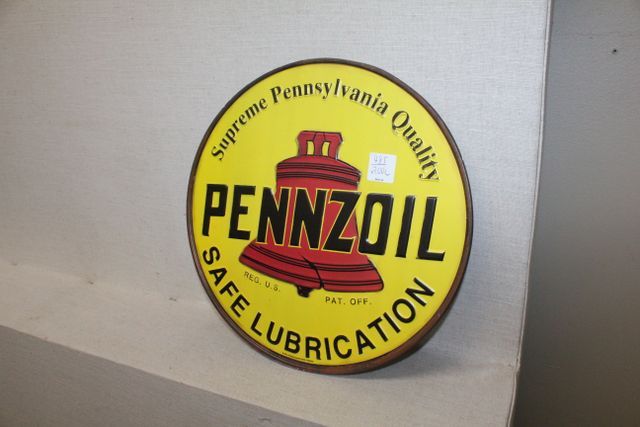 Supreme Pennsylvania Quality
PENNZOIL
REG. U.S.
PAT. OFF.
SAFE LUBRICATION